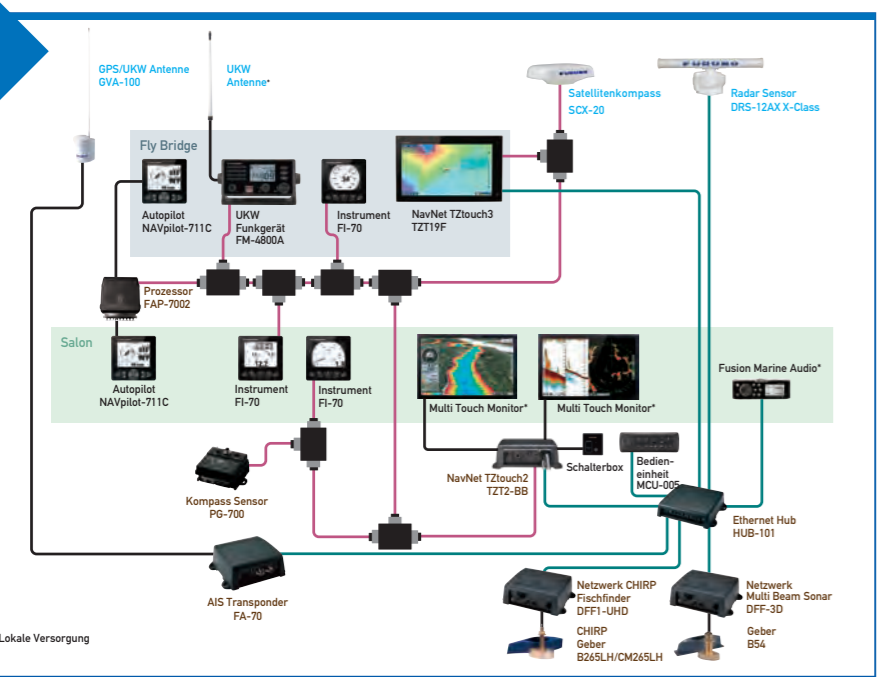 GPS/UKW Antenne
GVA-100
UKW
Antenne*
FURUNO
Satellitenkompass
SCX-20
FURUNO
Radar Sensor
DRS-12AX X-Class
Fly Bridge
Autopilot
NAVpilot-711C
UKW
Funkgerät
FM-4800A
Instrument
FI-70
NavNet TZtouch3
TZT19F
Prozessor
FAP-7002
Salon
Autopilot
NAVpilot-711C
Instrument
FI-70
Instrument
FI-70
Multi Touch Monitor*
Multi Touch Monitor*
Fusion Marine Audio*
Kompass Sensor
PG-700
NavNet TZtouch2
TZT2-BB
Schalterbox
Bedien-
einheit
MCU-005
Ethernet Hub
HUB-101
AIS Transponder
FA-70
Netzwerk CHIRP
Fischfinder
DFF1-UHD
Netzwerk
Multi Beam Sonar
DFF-3D
CHIRP
Geber
B265LH/CM265LH
Geber
B54
Lokale Versorgung